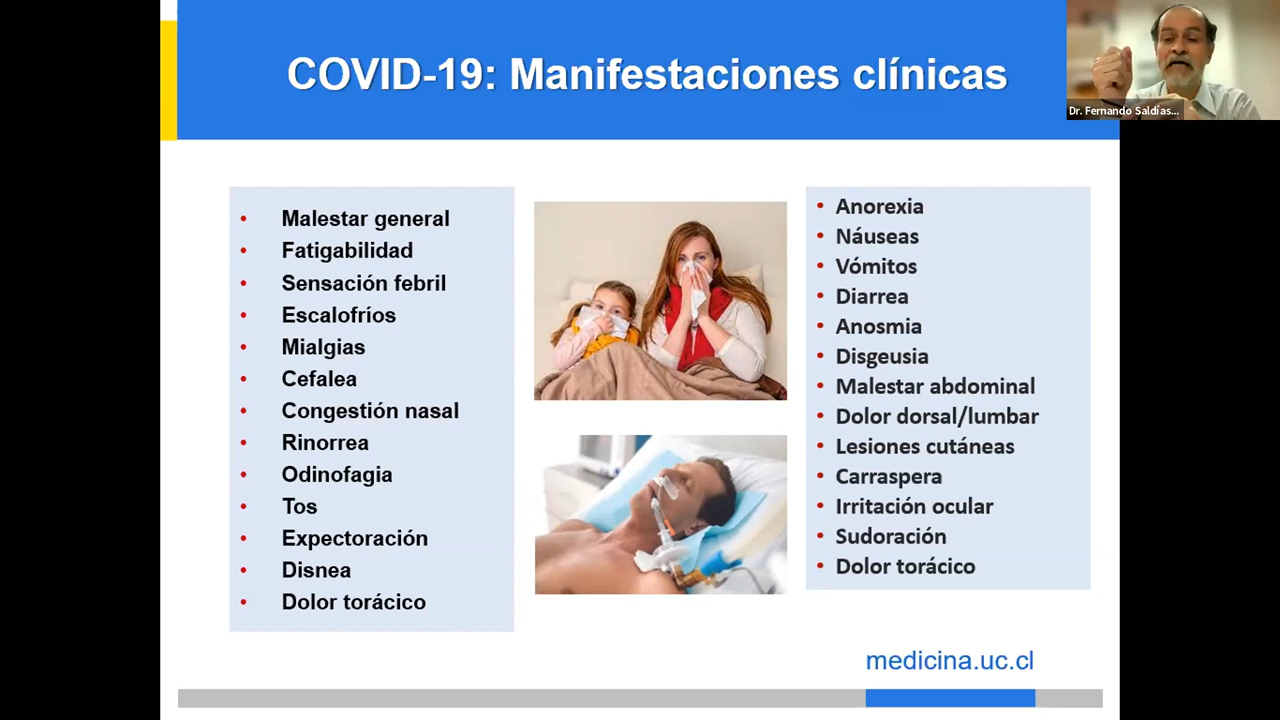 COVID-19: Manifestaciones clínicas
Dr. Fernando Saldías...
Malestar general
Fatigabilidad
Sensación febril
Escalofríos
Mialgias
Cefalea
Congestión nasal
Rinorrea
Odinofagia
Tos
Expectoración
Disnea
Dolor torácico
Anorexia
Náuseas
Vómitos
Diarrea
Anosmia
Disgeusia
Malestar abdominal
Dolor dorsal/lumbar
Lesiones cutáneas
Carraspera
Irritación ocular
Sudoración
Dolor torácico
medicina.uc.cl